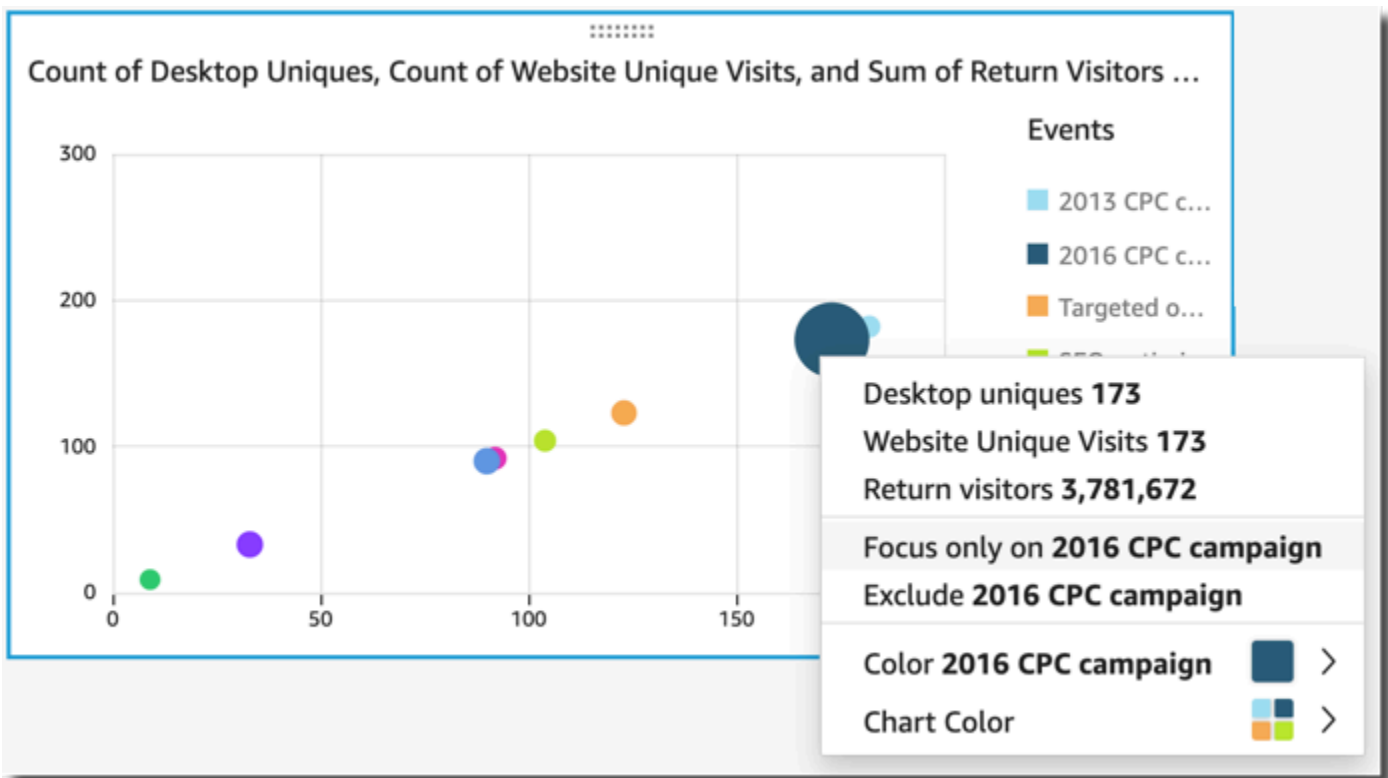 Count of Desktop Uniques, Count of Website Unique Visits, and Sum of Return Visitors ...
Events
300
200
100
0
0
50
100
150
2013 CPC c...
2016 CPC c...
Targeted o...
Desktop uniques 173
Website Unique Visits 173
Return visitors 3,781,672
Focus only on 2016 CPC campaign
Exclude 2016 CPC campaign
Color 2016 CPC campaign
Chart Color